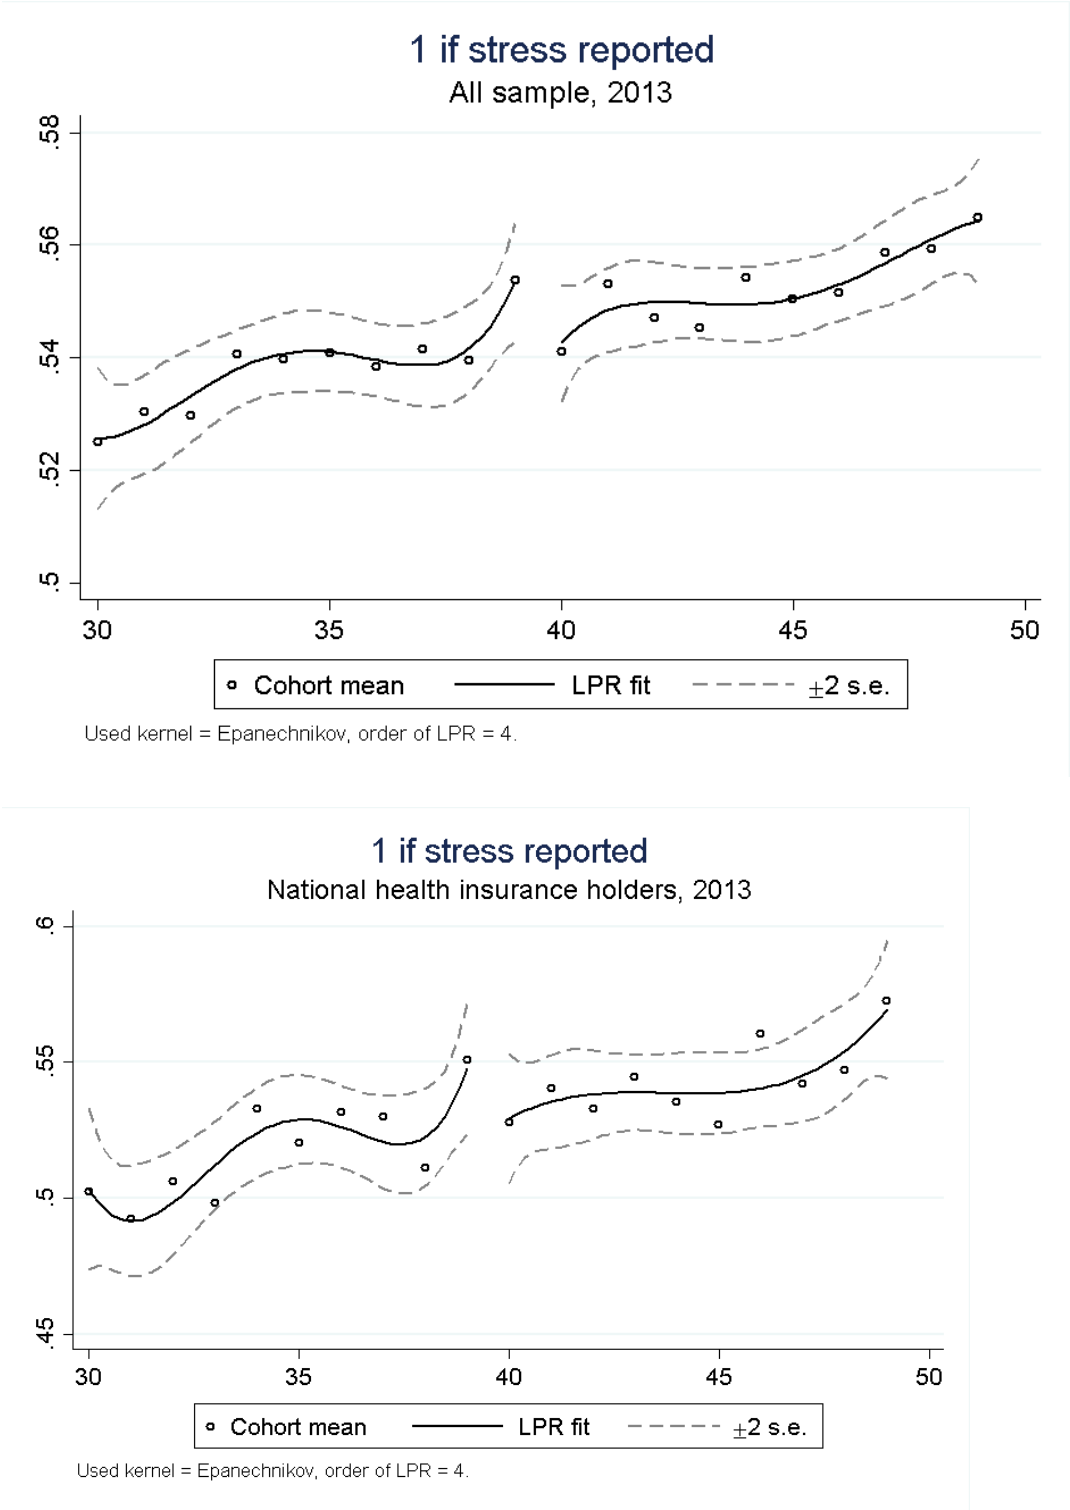 1 if stress reported
All sample, 2013
.58
.56
.54
.52
.5
30 35 40 45 50
Cohort mean LPR fit ±2 s.e.
Used kernel = Epanechnikov, order of LPR = 4.
1 if stress reported
National health insurance holders, 2013
.6
.55
.5
.45
30 35 40 45 50
Cohort mean LPR fit ±2 s.e.
Used kernel = Epanechnikov, order of LPR = 4.